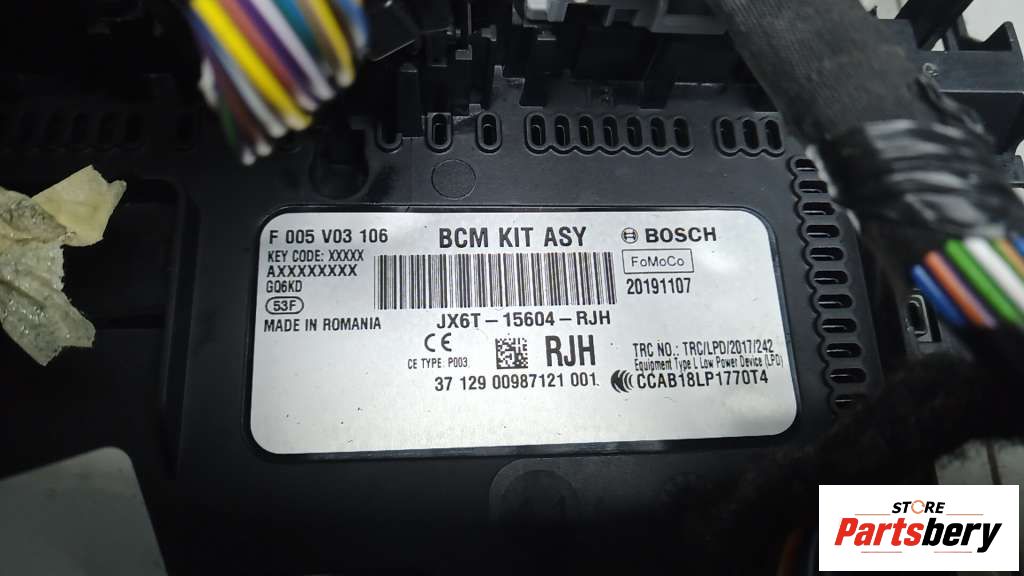 F 005 V03 106 BCM KIT ASY BOSCH
KEY CODE: XXXXX
AXXXXXXXX FoMoCo
GQ6KD 20191107
53F
MADE IN ROMANIA JX6T-15604-RJH
CE RJH TRC NO.: TRC/LPD/2017/242
CE TYPE: P003 Equipment Type L Low Power Device (LPD)
37 129 00987121 001. CCAB18LP1770T4
STORE
Partsbery